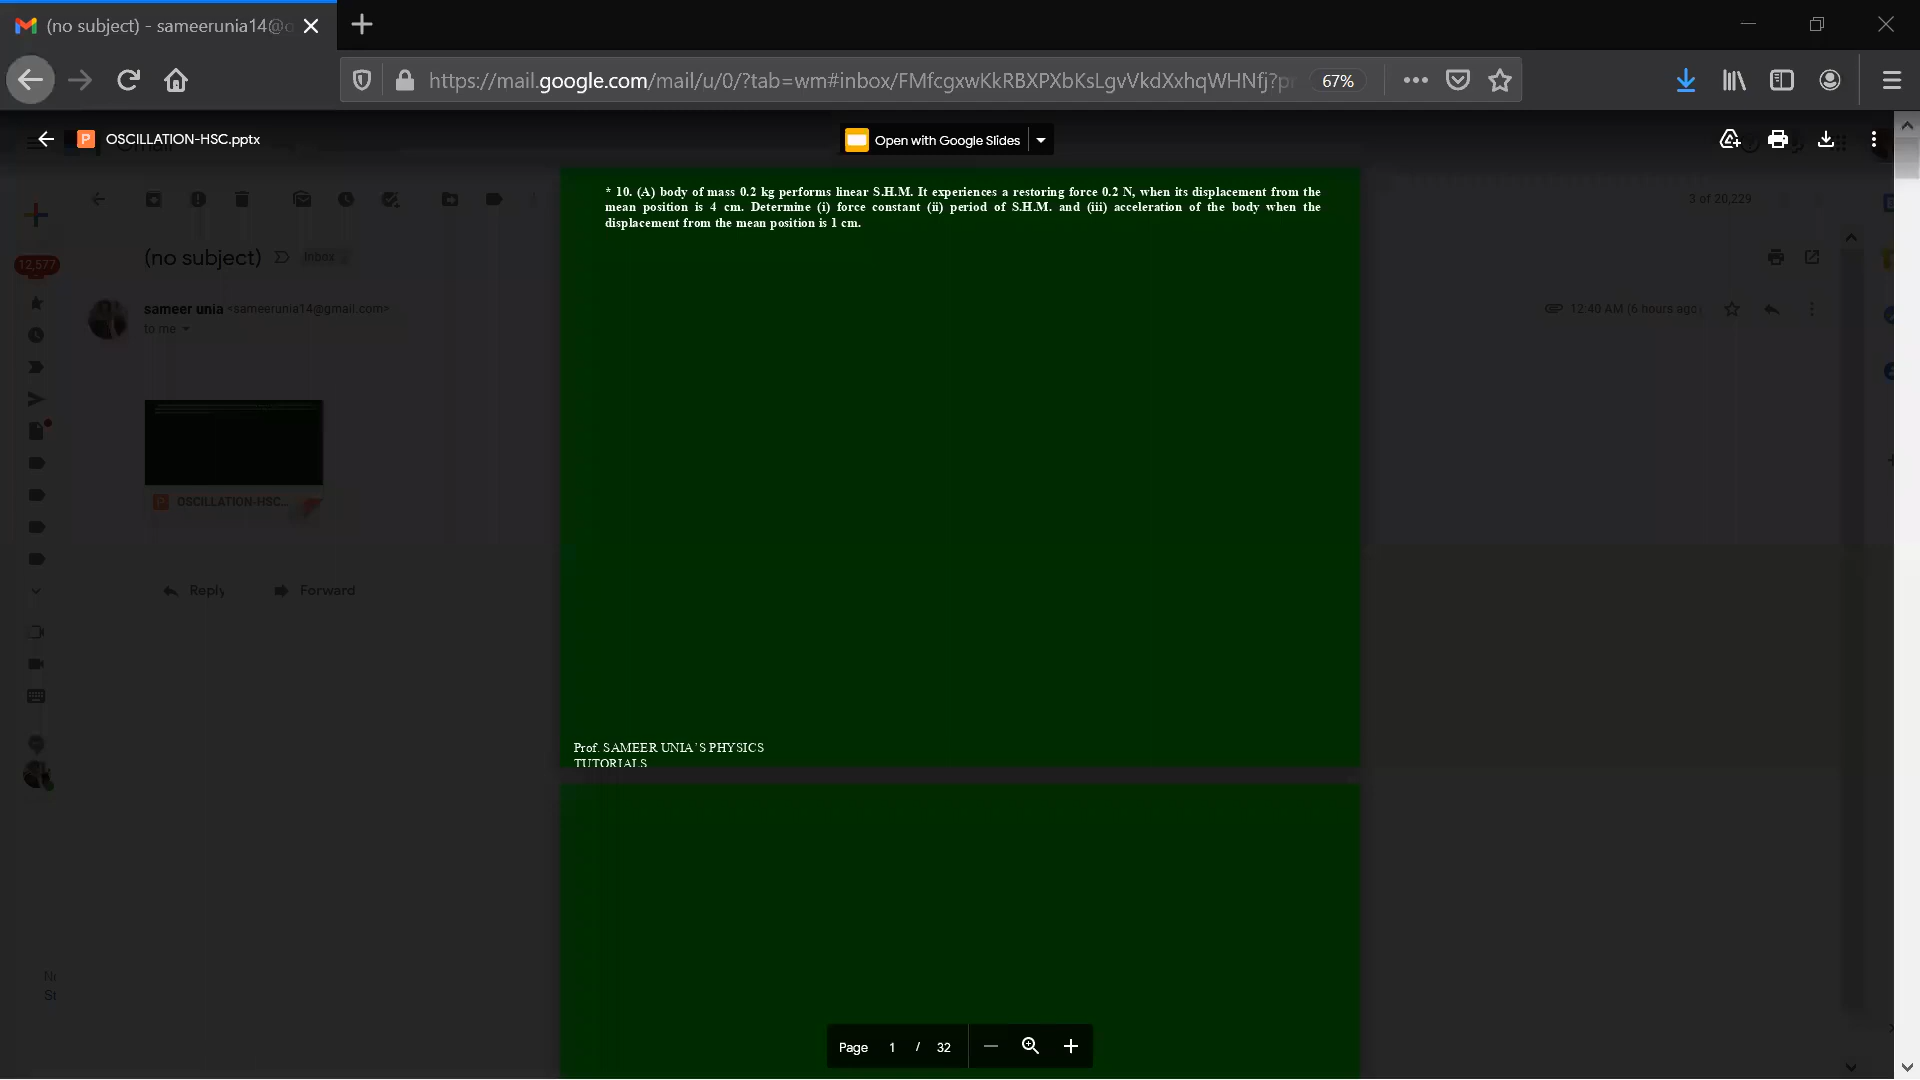 (no subject) - sameerunia14@
https://mail.google.com/mail/u/0/?tab=wm#inbox/FMfcgxwKkRBXPXbKsLgvVkdXxhqWHNfj?pr
67%
OSCILLATION-HSC.pptx
Open with Google Slides
* 10. (A) body of mass 0.2 kg performs linear S.H.M. It experiences a restoring force 0.2 N, when its displacement from the
mean position is 4 cm. Determine (i) force constant (ii) period of S.H.M. and (iii) acceleration of the body when the
displacement from the mean position is 1 cm.
3 of 20,229
12,577
(no subject)
Inbox
sameer unia <sameerunia14@gmail.com>
12:40 AM (6 hours ago)
to me
OSCILLATION-HSC...
Reply
Forward
Prof. SAMEER UNIA'S PHYSICS
TUTORIALS
Page 1 / 32